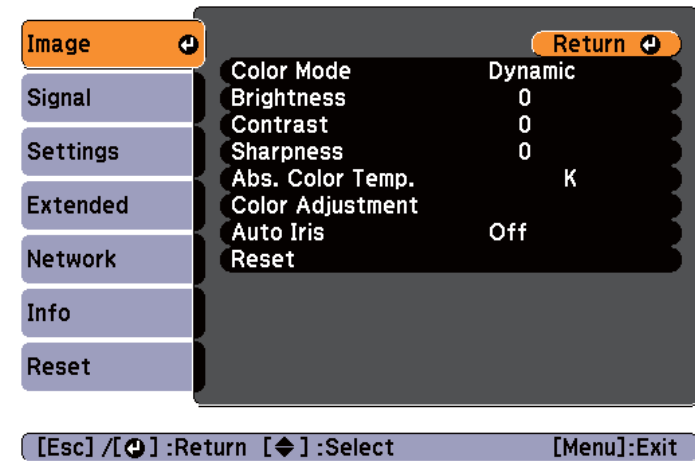 Image
Return
Color Mode Dynamic
Brightness 0
Signal
Contrast 0
Settings
Sharpness 0
Abs. Color Temp. K
Extended
Color Adjustment
Auto Iris Off
Network
Reset
Info
Reset
[Esc] /[ ] :Return [ ] :Select [Menu]:Exit